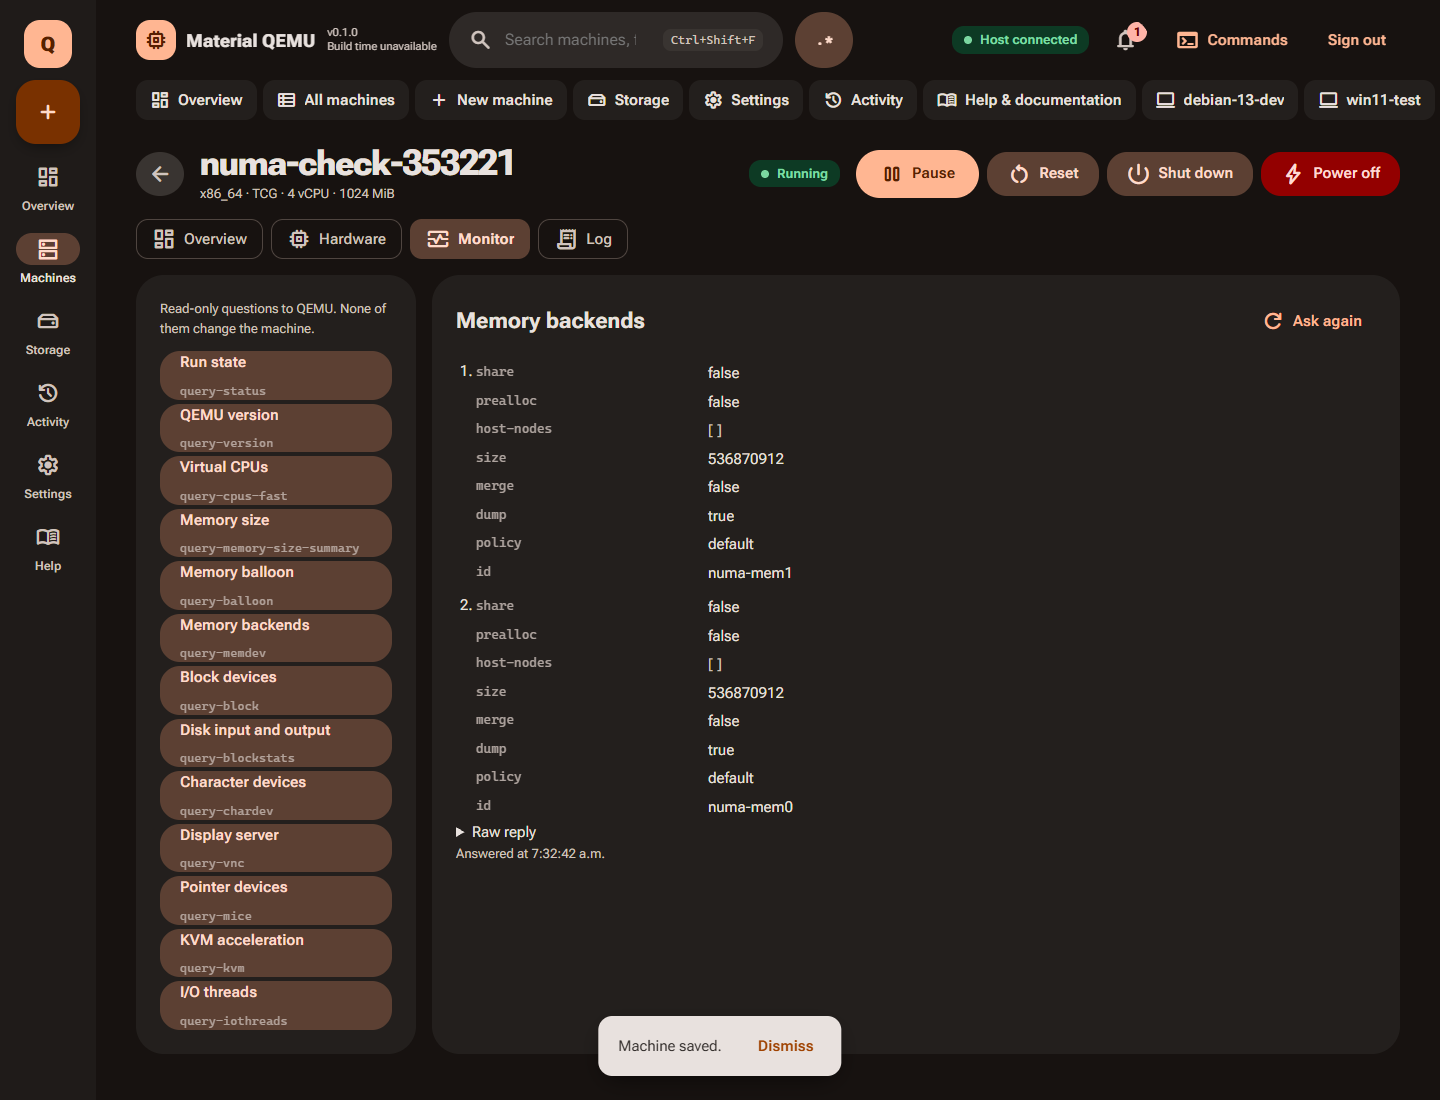 Q
Material QEMU
v0.1.0
Build time unavailable
Search machines,
Ctrl+Shift+F
.*
Host connected
1
Commands
Sign out
+
Overview
All machines
New machine
Storage
Settings
Activity
Help & documentation
debian-13-dev
win11-test
Overview
Machines
Storage
Activity
Settings
Help
numa-check-353221
x86_64 · TCG · 4 vCPU · 1024 MiB
Running
Pause
Reset
Shut down
Power off
Overview
Hardware
Monitor
Log
Read-only questions to QEMU. None of
them change the machine.
Run state
query-status
QEMU version
query-version
Virtual CPUs
query-cpus-fast
Memory size
query-memory-size-summary
Memory balloon
query-balloon
Memory backends
query-memdev
Block devices
query-block
Disk input and output
query-blockstats
Character devices
query-chardev
Display server
query-vnc
Pointer devices
query-mice
KVM acceleration
query-kvm
I/O threads
query-iothreads
Memory backends
Ask again
1. share false
prealloc false
host-nodes []
size 536870912
merge false
dump true
policy default
id numa-mem1
2. share false
prealloc false
host-nodes []
size 536870912
merge false
dump true
policy default
id numa-mem0
Raw reply
Answered at 7:32:42 a.m.
Machine saved.
Dismiss